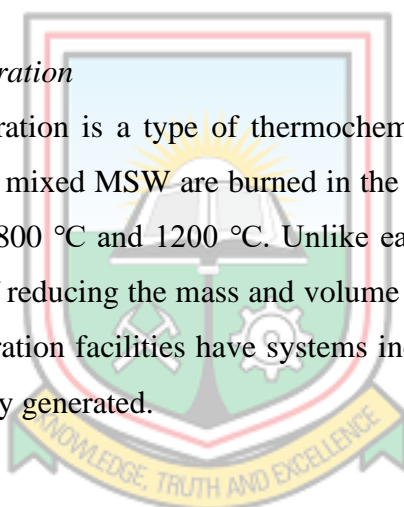 ration
ration is a type of thermochem
mixed MSW are burned in the
800 °C and 1200 °C. Unlike ea
reducing the mass and volume
ration facilities have systems in
y generated.
KNOWLEDGE, TRUTH AND EXCELLENCE